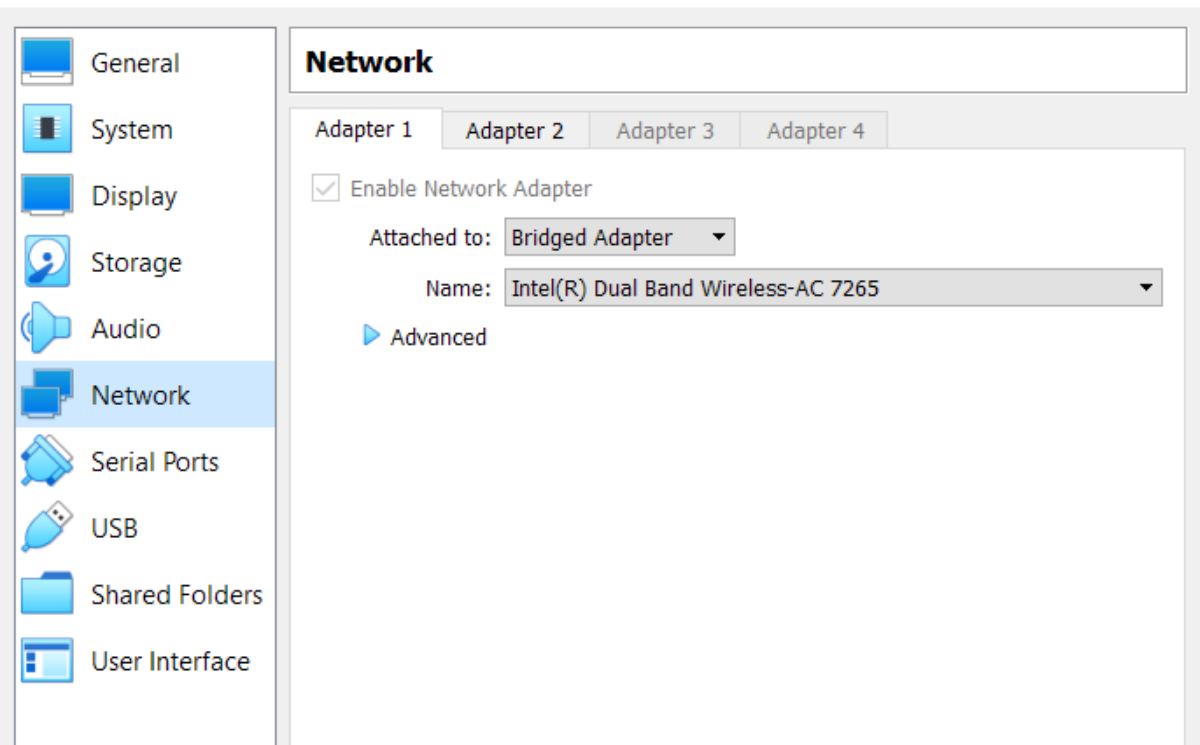 General
System
Display
Storage
Audio
Network
Serial Ports
USB
Shared Folders
User Interface
Network
Adapter 1 Adapter 2 Adapter 3 Adapter 4
Enable Network Adapter
Attached to: Bridged Adapter
Name: Intel(R) Dual Band Wireless-AC 7265
Advanced